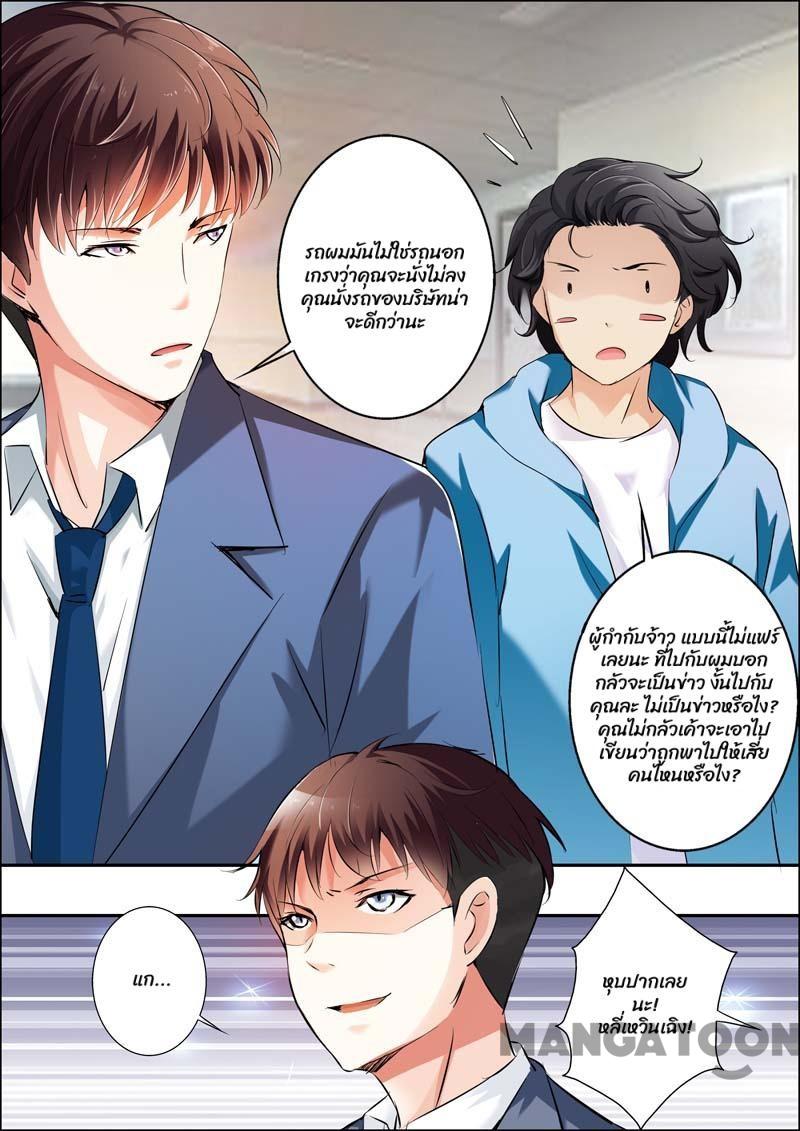 รถผมมันไม่ใช่รถนอก
เกรงว่าคุณจะนั่งไม่ลง
คุณนั่งรถของบริษัทน่า
จะดีกว่านะ
ผู้กำกับจ้าว แบบนี้ไม่แฟร์
เลยนะ ที่ไปกับผมบอก
กลัวจะเป็นข่าว งั้นไปกับ
คุณละ ไม่เป็นข่าวหรือไง?
คุณไม่กลัวเค้าจะเอาไป
เขียนว่าถูกพาไปให้เสี่ย
คนไหนหรือไง?
แก...
หุบปากเลย
นะ!
หลี่เหวินเฉิง!
MANGATOON